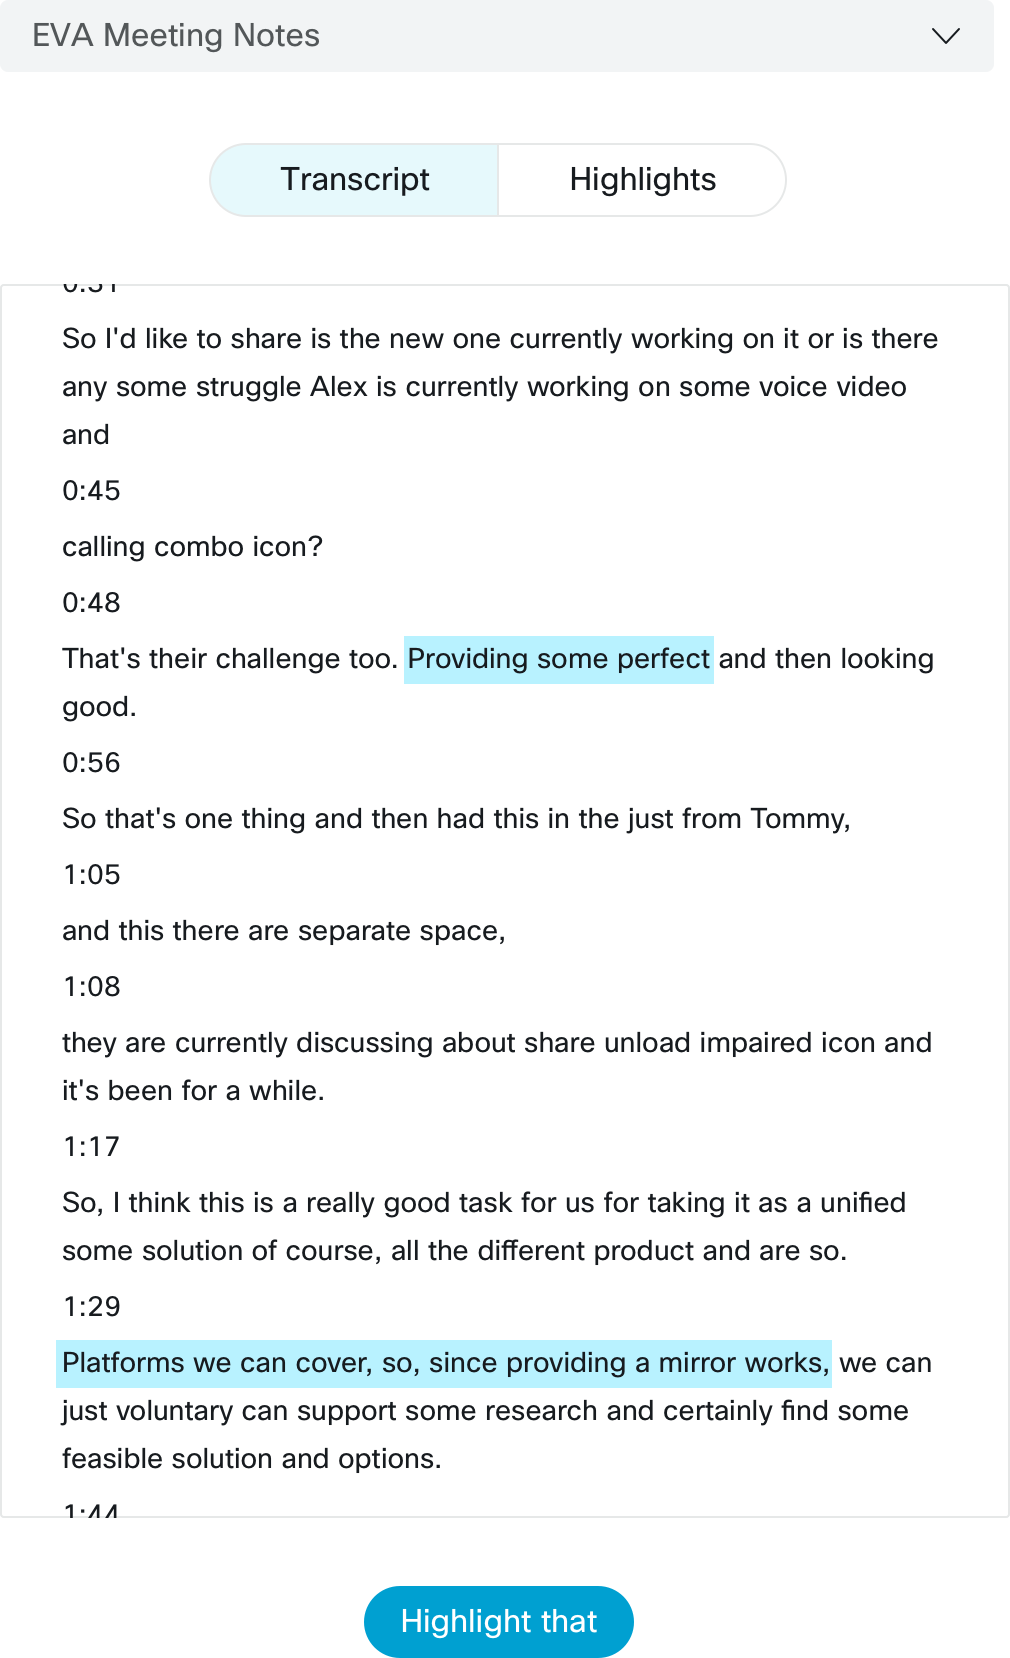 EVA Meeting Notes
Transcript
Highlights
0:31
So I'd like to share is the new one currently working on it or is there
any some struggle Alex is currently working on some voice video
and
0:45
calling combo icon?
0:48
That's their challenge too. Providing some perfect and then looking
good.
0:56
So that's one thing and then had this in the just from Tommy,
1:05
and this there are separate space,
1:08
they are currently discussing about share unload impaired icon and
it's been for a while.
1:17
So, I think this is a really good task for us for taking it as a unified
some solution of course, all the different product and are so.
1:29
Platforms we can cover, so, since providing a mirror works, we can
just voluntary can support some research and certainly find some
feasible solution and options.
1:44
Highlight that